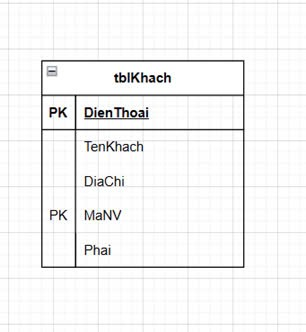 tblKhach
PK DienThoai
TenKhach
DiaChi
PK MaNV
Phai